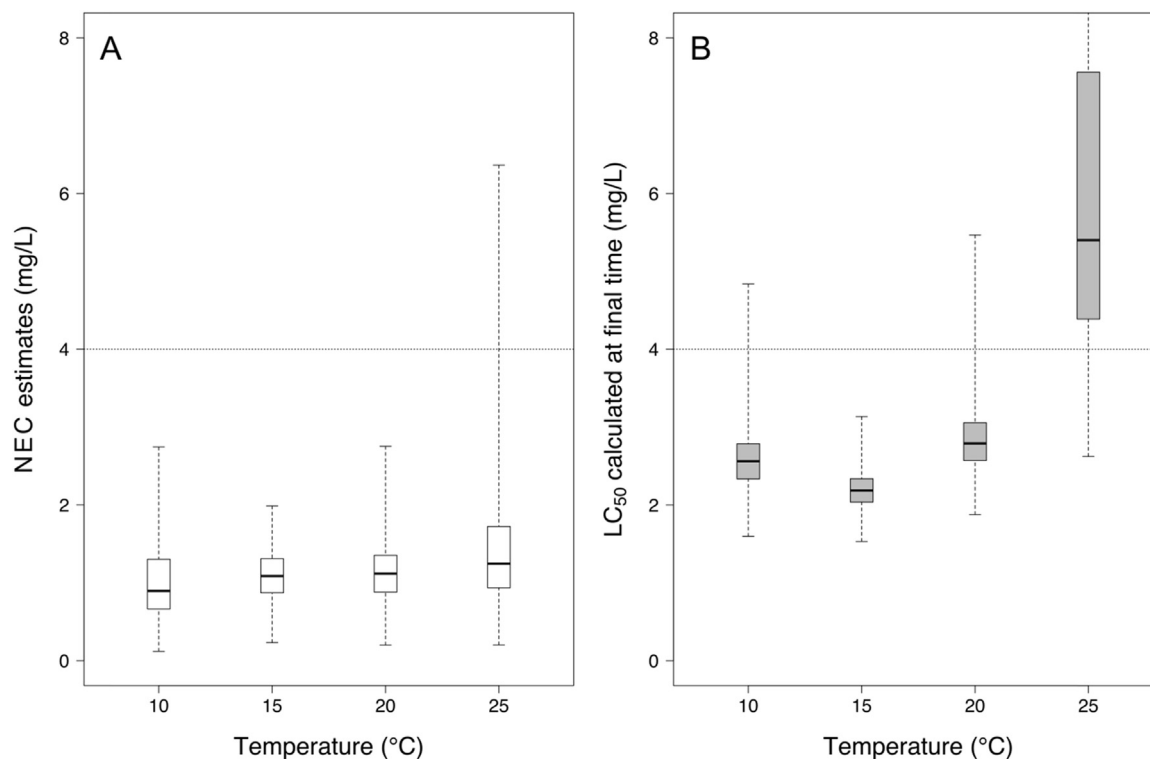 A
NEC estimates (mg/L)
8
6
4
2
0
10 15 20 25
Temperature (°C)
B
LC₅₀ calculated at final time (mg/L)
8
6
4
2
0
10 15 20 25
Temperature (°C)